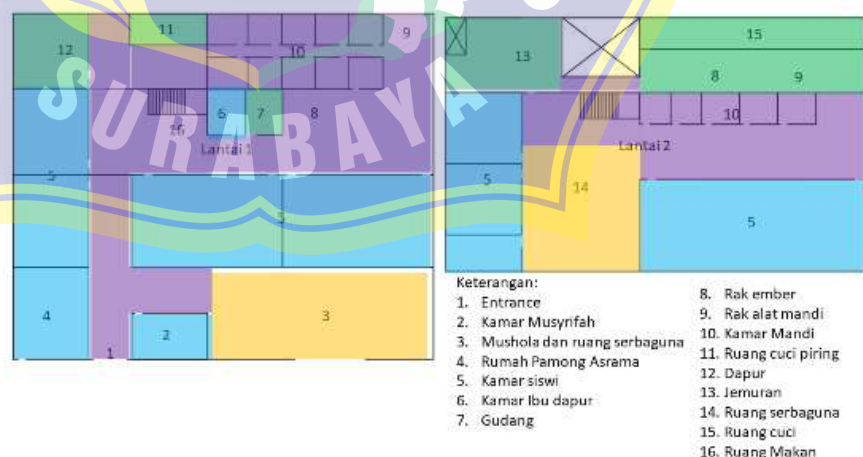 11
12
9
10
6
7
8
16
Lantai 1
5
5
4
3
2
1
15
13
8
9
10
Lantai 2
5
14
5
SURABAYA
Keterangan:
1. Entrance
2. Kamar Musyrifah
3. Mushola dan ruang serbaguna
4. Rumah Pamong Asrama
5. Kamar siswi
6. Kamar Ibu dapur
7. Gudang
8. Rak ember
9. Rak alat mandi
10. Kamar Mandi
11. Ruang cuci piring
12. Dapur
13. Jemuran
14. Ruang serbaguna
15. Ruang cuci
16. Ruang Makan